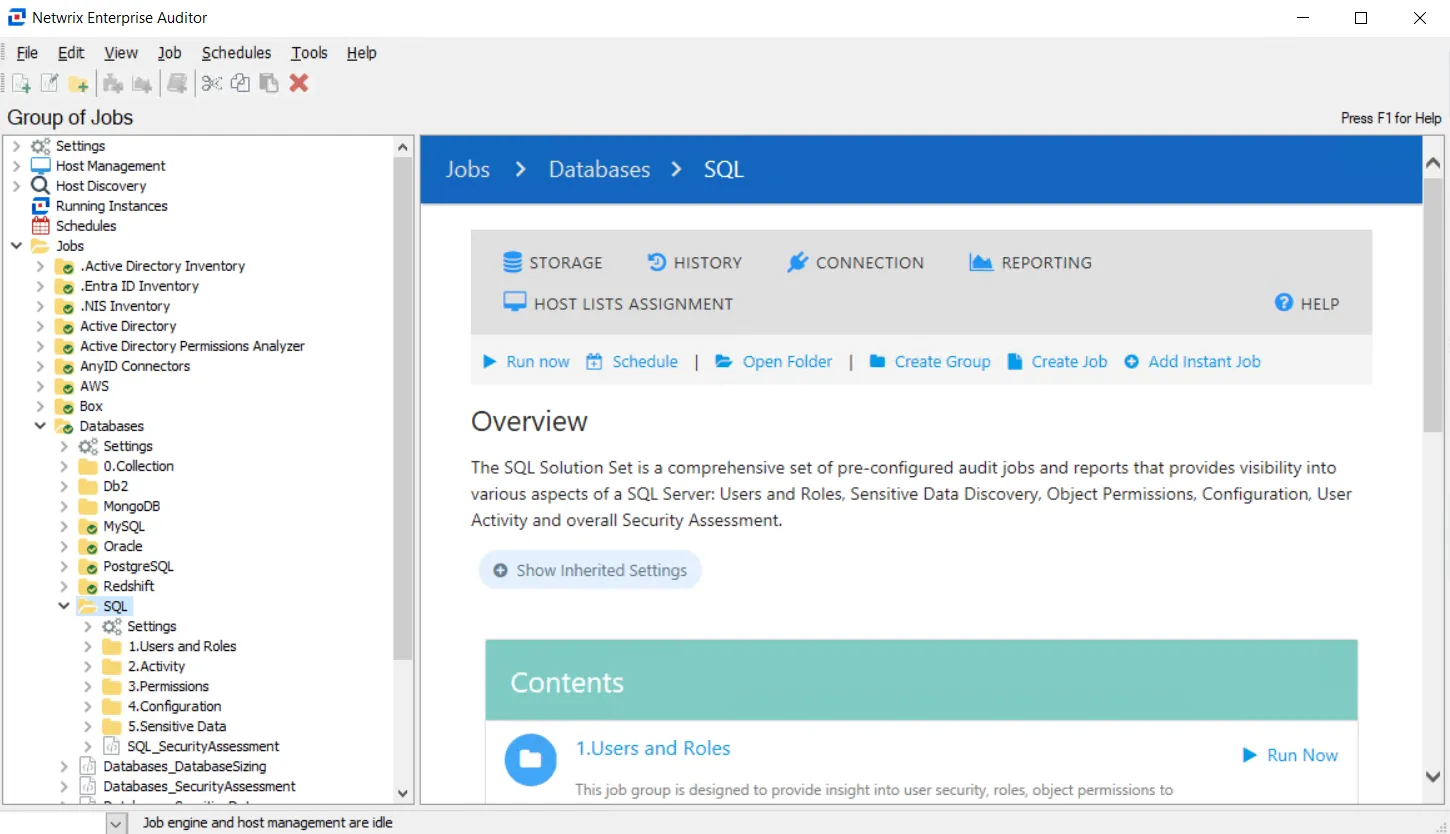 Netwrix Enterprise Auditor
File Edit View Job Schedules Tools Help
Group of Jobs
Press F1 for Help
Settings
Host Management
Host Discovery
Running Instances
Schedules
Jobs
.Active Directory Inventory
.Entra ID Inventory
.NIS Inventory
Active Directory
Active Directory Permissions Analyzer
AnyID Connectors
AWS
Box
Databases
Settings
0.Collection
Db2
MongoDB
MySQL
Oracle
PostgreSQL
Redshift
SQL
Settings
1.Users and Roles
2.Activity
3.Permissions
4.Configuration
5.Sensitive Data
SQL_SecurityAssessment
Databases_DatabaseSizing
Databases_SecurityAssessment
Jobs > Databases > SQL
STORAGE HISTORY CONNECTION REPORTING
HOST LISTS ASSIGNMENT HELP
Run now Schedule | Open Folder | Create Group Create Job Add Instant Job
Overview
The SQL Solution Set is a comprehensive set of pre-configured audit jobs and reports that provides visibility into
various aspects of a SQL Server: Users and Roles, Sensitive Data Discovery, Object Permissions, Configuration, User
Activity and overall Security Assessment.
Show Inherited Settings
Contents
1.Users and Roles
Run Now
This job group is designed to provide insight into user security, roles, object permissions to
Job engine and host management are idle